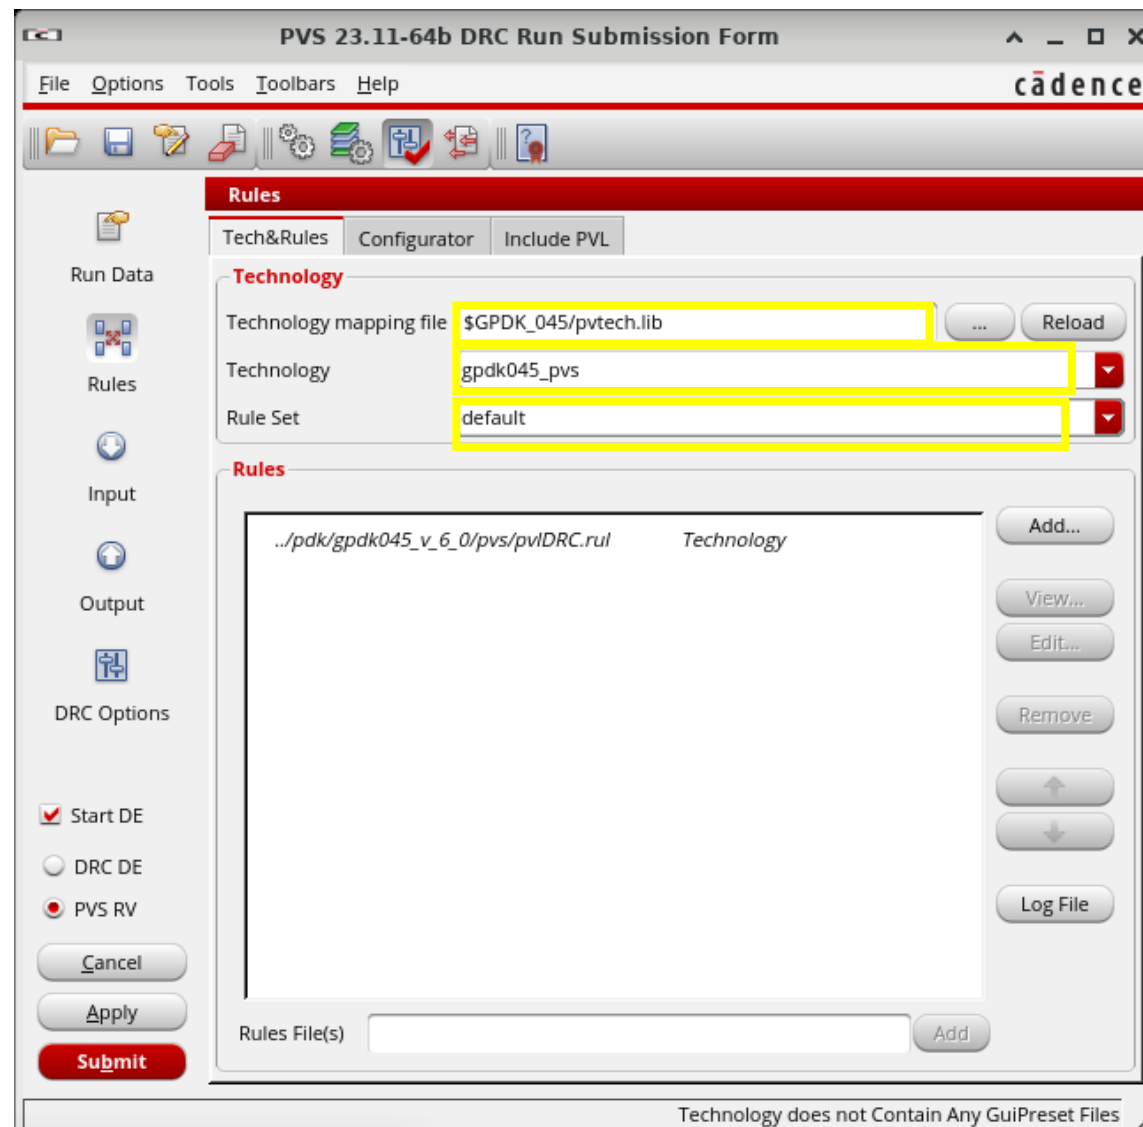 PVS 23.11-64b DRC Run Submission Form
File Options Tools Toolbars Help
cādence
Rules
Tech&Rules Configurator Include PVL
Run Data
Rules
Input
Output
DRC Options
Technology
Technology mapping file $GPDK_045/pvtech.lib ... Reload
Technology gpdk045_pvs
Rule Set default
Rules
../pdk/gpdk045_v_6_0/pvs/pvlDRC.rul Technology
Add...
View...
Edit...
Remove
Log File
Rules File(s) Add
Start DE
DRC DE
PVS RV
Cancel
Apply
Submit
Technology does not Contain Any GuiPreset Files